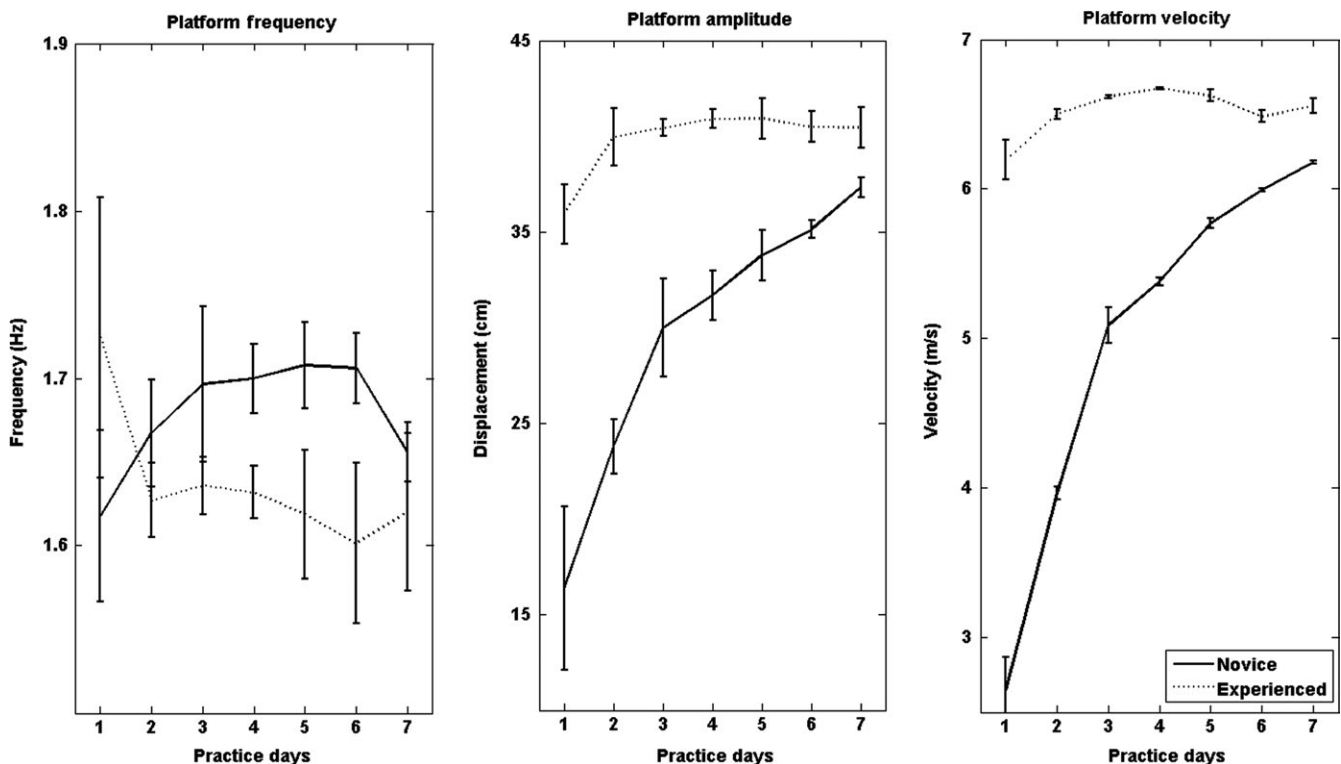 Platform frequency
1.9
1.8
1.7
1.6
Frequency (Hz)
1 2 3 4 5 6 7
Practice days
Platform amplitude
45
35
25
15
Displacement (cm)
1 2 3 4 5 6 7
Practice days
Platform velocity
7
6
5
4
3
Velocity (m/s)
Novice
Experienced
1 2 3 4 5 6 7
Practice days